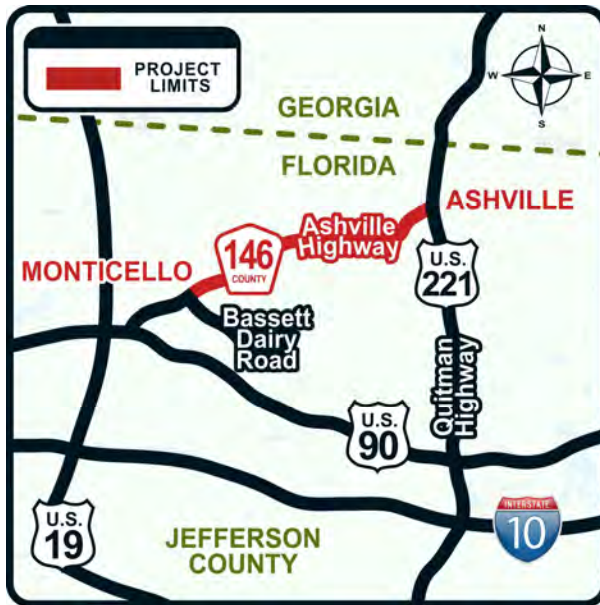 PROJECT
LIMITS
N
W
E
S
GEORGIA
FLORIDA
ASHVILLE
Ashville
Highway
146
COUNTY
MONTICELLO
U.S.
221
Bassett
Dairy
Road
Quitman
Highway
U.S.
90
INTERSTATE
10
U.S.
19
JEFFERSON
COUNTY